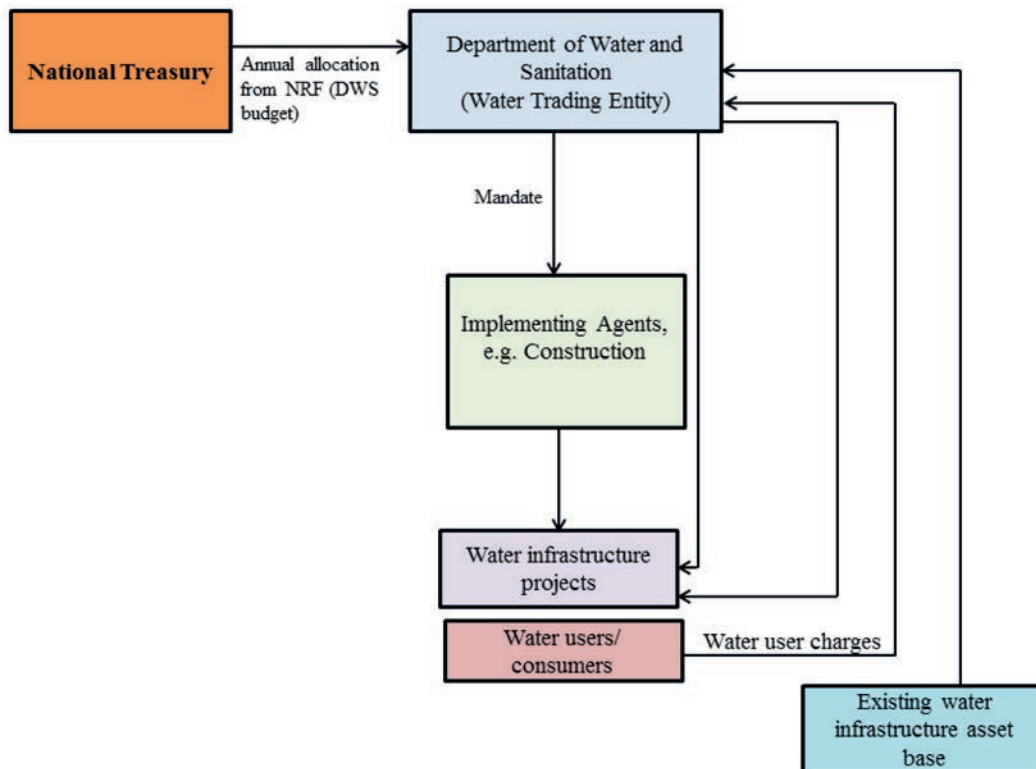 National Treasury
Annual allocation
from NRF (DWS
budget)
Department of Water and
Sanitation
(Water Trading Entity)
Mandate
Implementing Agents,
e.g. Construction
Water infrastructure
projects
Water users/
consumers
Water user charges
Existing water
infrastructure asset
base